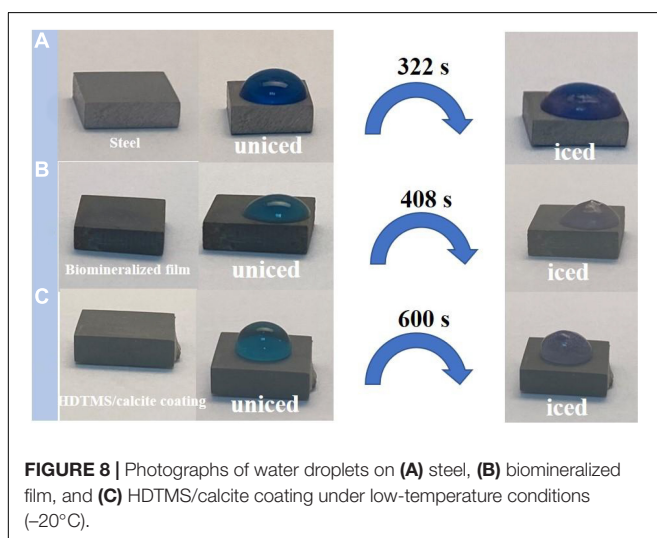 A
Steel
uniced
322 s
iced
B
Biomineralized film
uniced
408 s
iced
C
HDTMS/calcite coating
uniced
600 s
iced
FIGURE 8 | Photographs of water droplets on (A) steel, (B) biomineralized
film, and (C) HDTMS/calcite coating under low-temperature conditions
(–20°C).